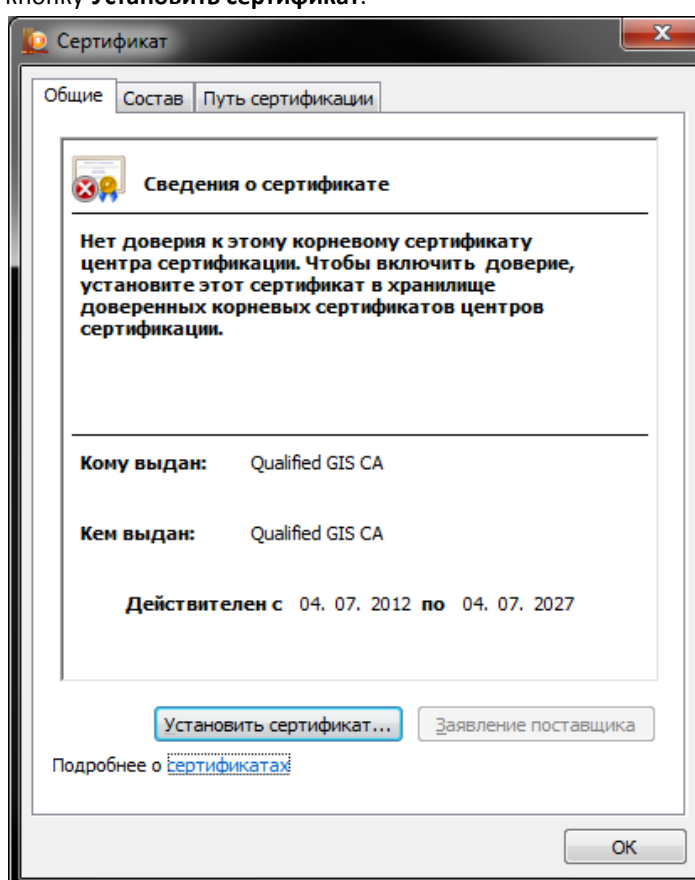 кнопку Установить сертификат.
Сертификат
Общие Состав Путь сертификации
Сведения о сертификате
Нет доверия к этому корневому сертификату
центра сертификации. Чтобы включить доверие,
установите этот сертификат в хранилище
доверенных корневых сертификатов центров
сертификации.
Кому выдан: Qualified GIS CA
Кем выдан: Qualified GIS CA
Действителен с 04. 07. 2012 по 04. 07. 2027
Установить сертификат... Заявление поставщика
Подробнее о сертификатах
ОК